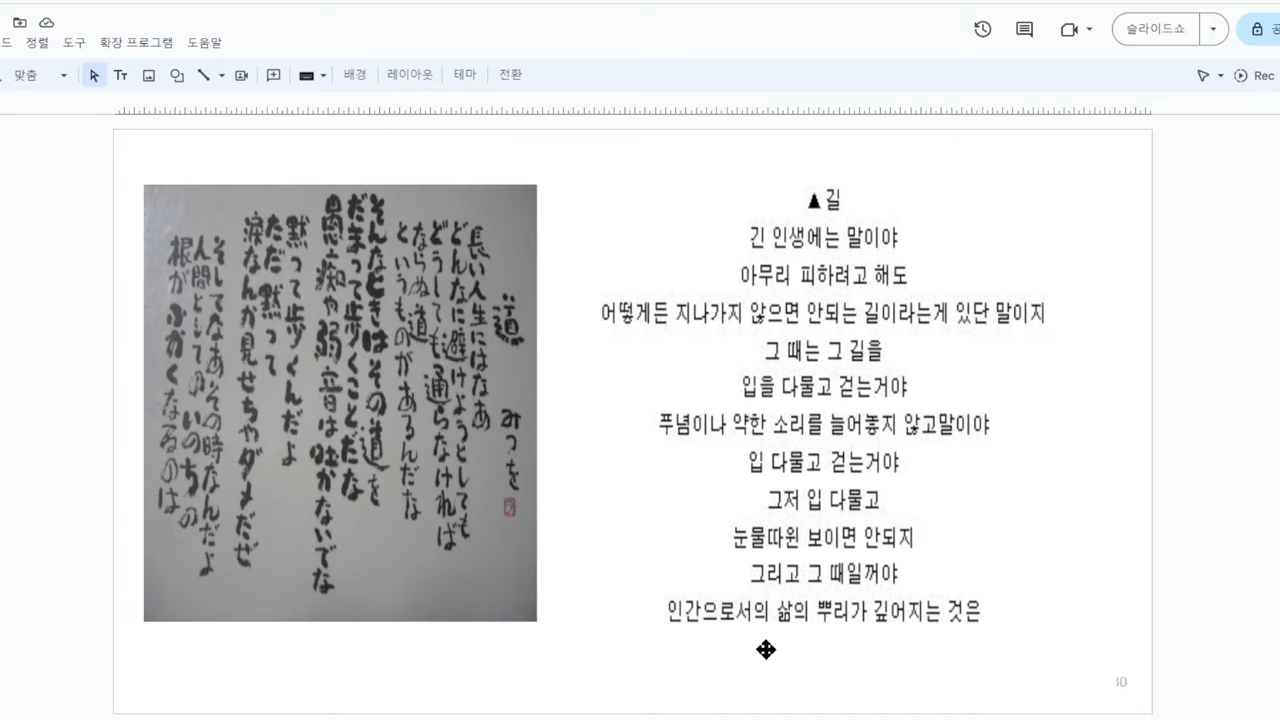 드 정렬 도구 확장 프로그램 도움말
슬라이드쇼
맞춤
배경 레이아웃 테마 전환
Rec
道
みつを
長い人生にはなあ
どんなに避けようとしても
どうしても通らなければ
ならぬ道
というものがあるんだな
そんなときはその道を
だまって歩くことだな
愚痴や弱音は吐かないでな
黙って歩くんだよ
ただ黙って
涙なんか見せちゃダメだぜ
そしてなあその時なんだよ
人間としてのいのちの
根がふかくなるのは
▲길
긴 인생에는 말이야
아무리 피하려고 해도
어떻게든 지나가지 않으면 안되는 길이라는게 있단 말이지
그 때는 그 길을
입을 다물고 걷는거야
푸념이나 약한 소리를 늘어놓지 않고말이야
입 다물고 걷는거야
그저 입 다물고
눈물따윈 보이면 안되지
그리고 그 때일꺼야
인간으로서의 삶의 뿌리가 깊어지는 것은